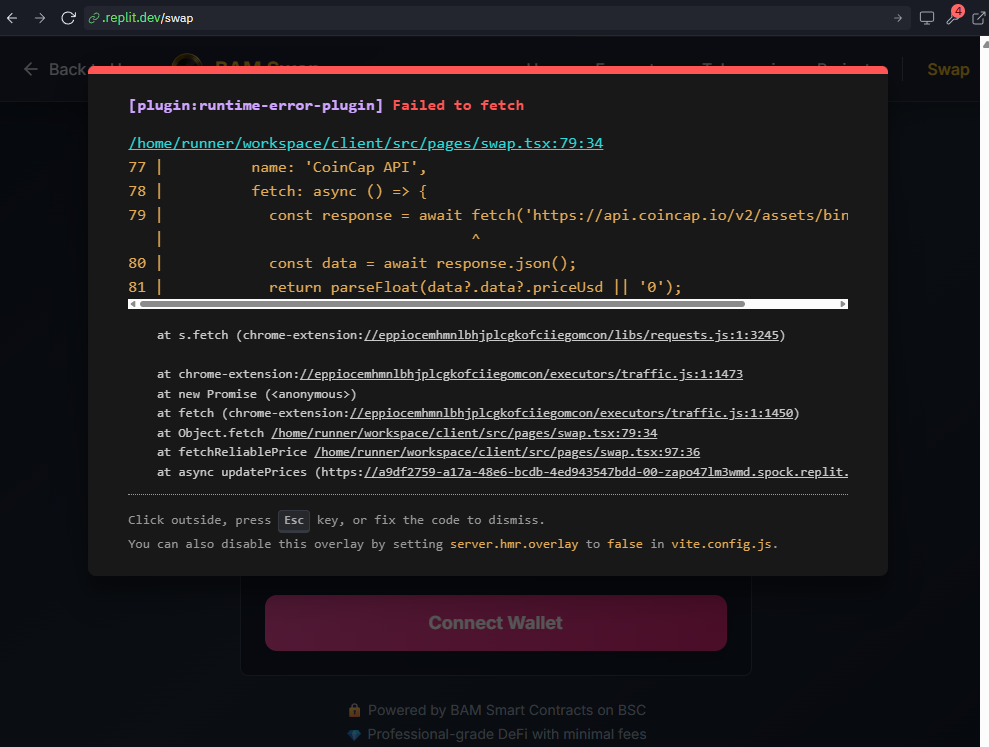 .replit.dev/swap
4
Back
BAM Swap
Swap
[plugin:runtime-error-plugin] Failed to fetch
/home/runner/workspace/client/src/pages/swap.tsx:79:34
77 |          name: 'CoinCap API',
78 |          fetch: async () => {
79 |            const response = await fetch('https://api.coincap.io/v2/assets/bin
   |                                   ^
80 |            const data = await response.json();
81 |            return parseFloat(data?.data?.priceUsd || '0');
at s.fetch (chrome-extension://eppiocemhmnlbhjplcgkofciiegomcon/libs/requests.js:1:3245)
at chrome-extension://eppiocemhmnlbhjplcgkofciiegomcon/executors/traffic.js:1:1473
at new Promise (<anonymous>)
at fetch (chrome-extension://eppiocemhmnlbhjplcgkofciiegomcon/executors/traffic.js:1:1450)
at Object.fetch /home/runner/workspace/client/src/pages/swap.tsx:79:34
at fetchReliablePrice /home/runner/workspace/client/src/pages/swap.tsx:97:36
at async updatePrices (https://a9df2759-a17a-48e6-bcdb-4ed943547bdd-00-zapo47lm3wmd.spock.replit.
Click outside, press Esc key, or fix the code to dismiss.
You can also disable this overlay by setting server.hmr.overlay to false in vite.config.js.
Connect Wallet
Powered by BAM Smart Contracts on BSC
Professional-grade DeFi with minimal fees